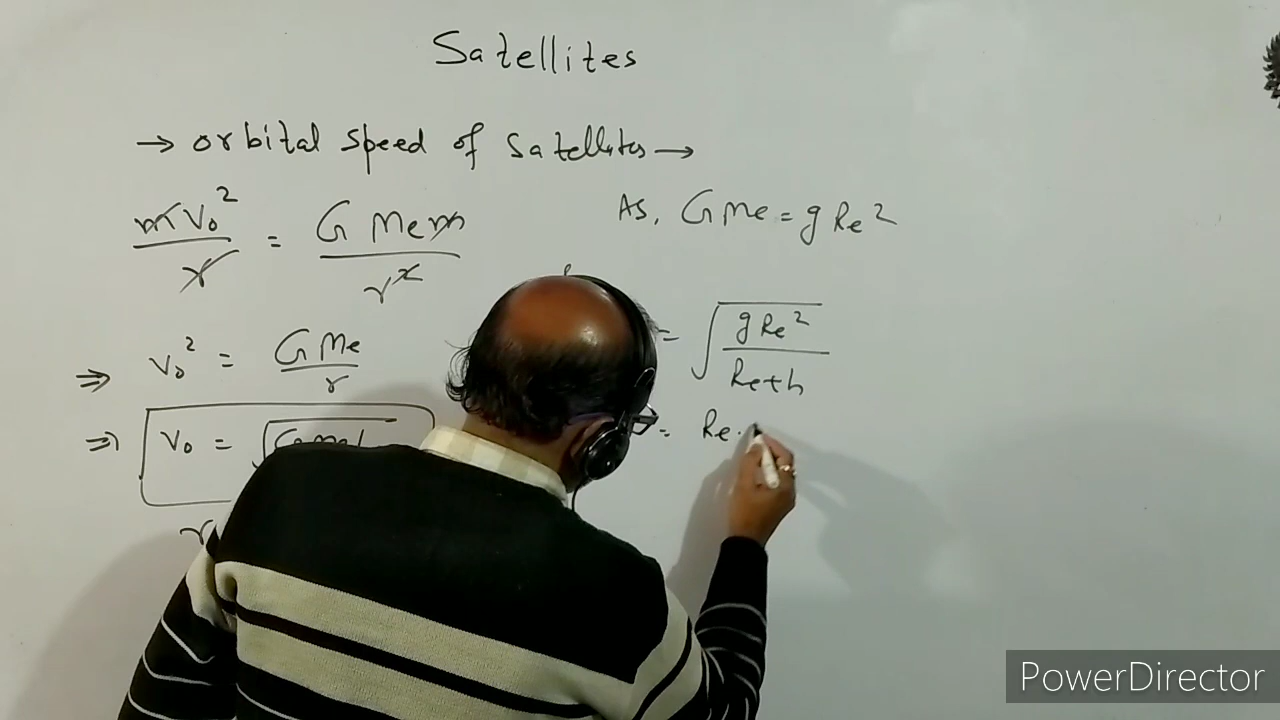 Satellites
→ orbital speed of satellites →
mv₀²/r = G Me m/r²
⇒ v₀² = G Me/r
⇒ v₀ = √
r
As, G Me = g Re²
= √(g Re²/(Re+h))
= Re.
PowerDirector